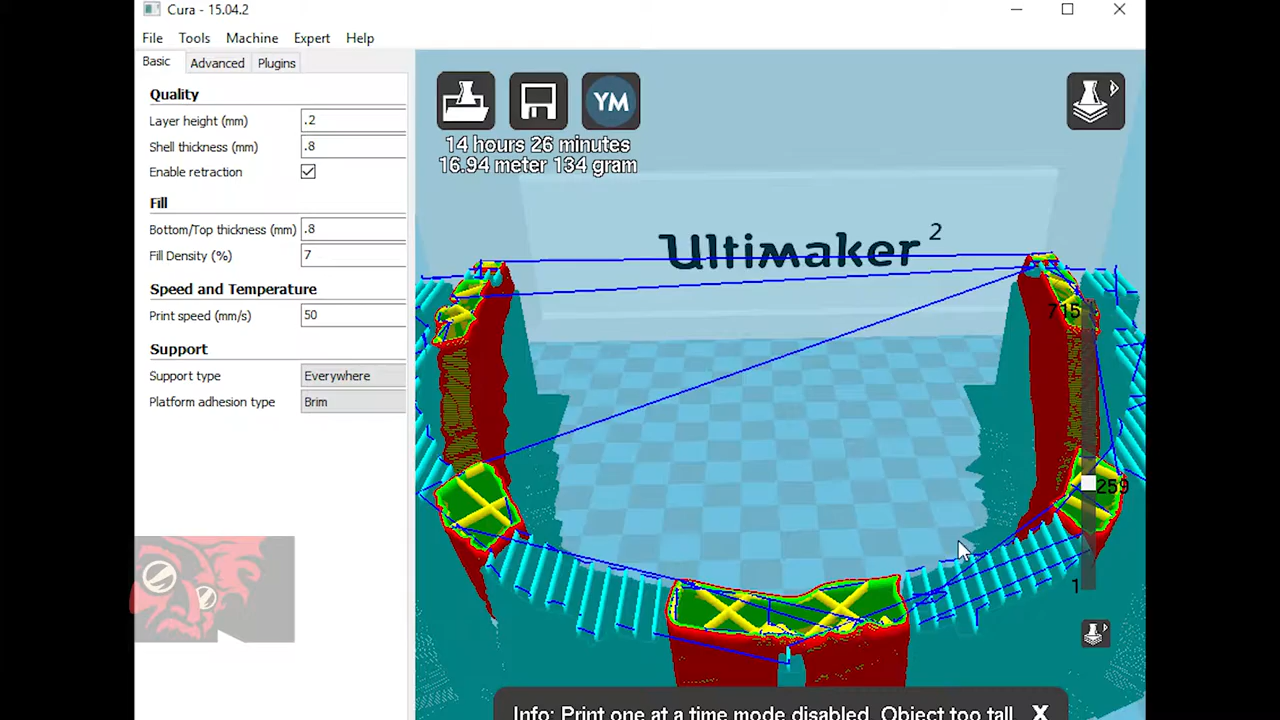 Cura - 15.04.2
File Tools Machine Expert Help
Basic Advanced Plugins
Quality
Layer height (mm) .2
Shell thickness (mm) .8
Enable retraction
Fill
Bottom/Top thickness (mm) .8
Fill Density (%) 7
Speed and Temperature
Print speed (mm/s) 50
Support
Support type Everywhere
Platform adhesion type Brim
YM
14 hours 26 minutes
16.94 meter 134 gram
Ultimaker 2
715
259
1
Info: Print one at a time mode disabled. Object too tall. X